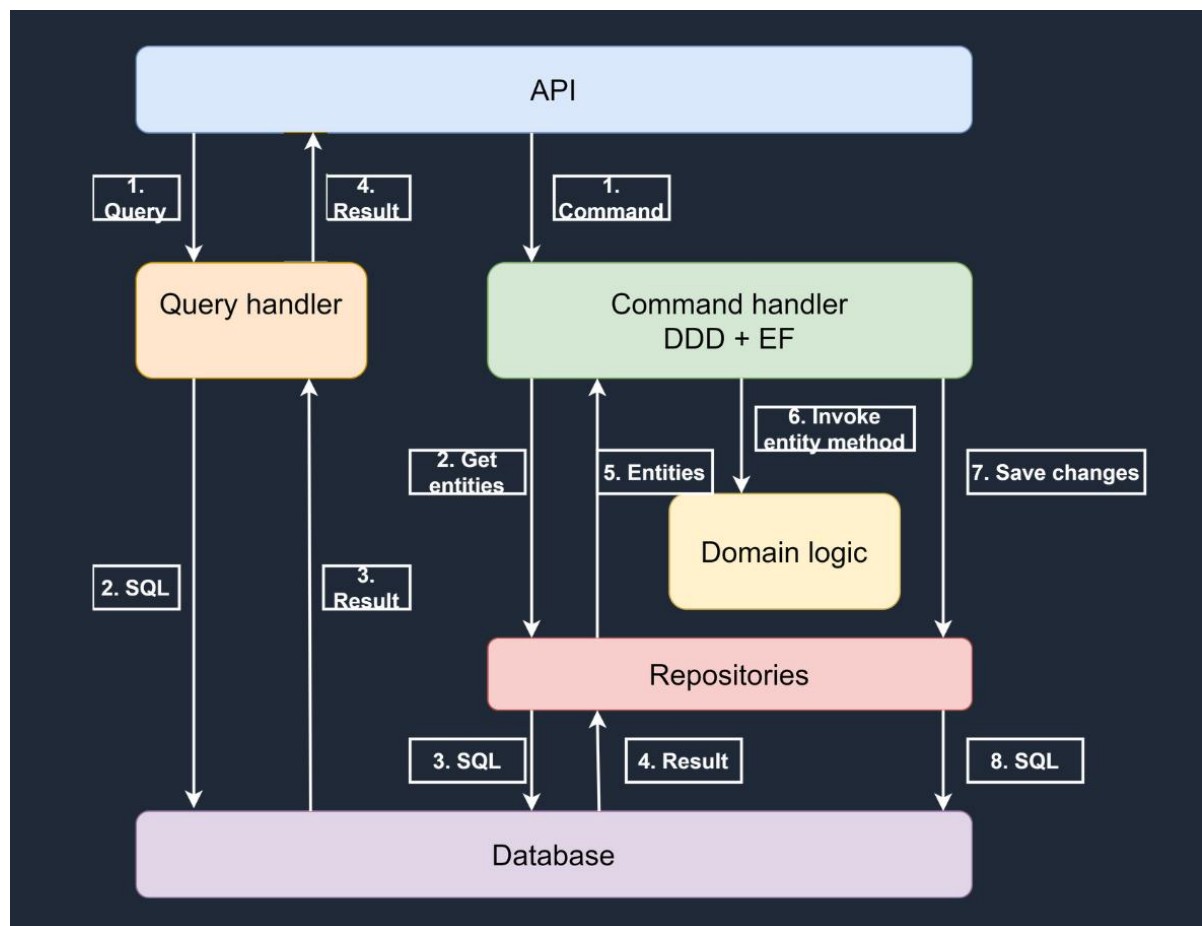 API
1.
Query
4.
Result
1.
Command
Query handler
Command handler
DDD + EF
6. Invoke
entity method
2. Get
entities
5. Entities
7. Save changes
Domain logic
2. SQL
3.
Result
Repositories
3. SQL
4. Result
8. SQL
Database